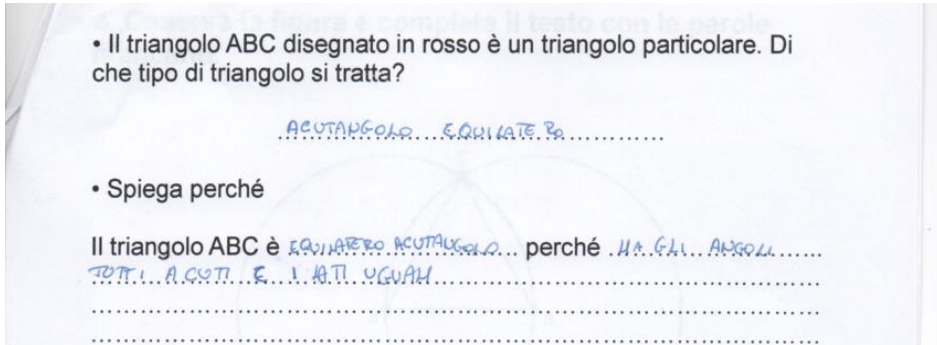 • Il triangolo ABC disegnato in rosso è un triangolo particolare. Di
che tipo di triangolo si tratta?
ACUTANGOLO EQUILATERO
• Spiega perché
Il triangolo ABC è EQUILATERO ACUTANGOLO perché HA GLI ANGOLI
TUTTI ACUTI E I LATI UGUALI